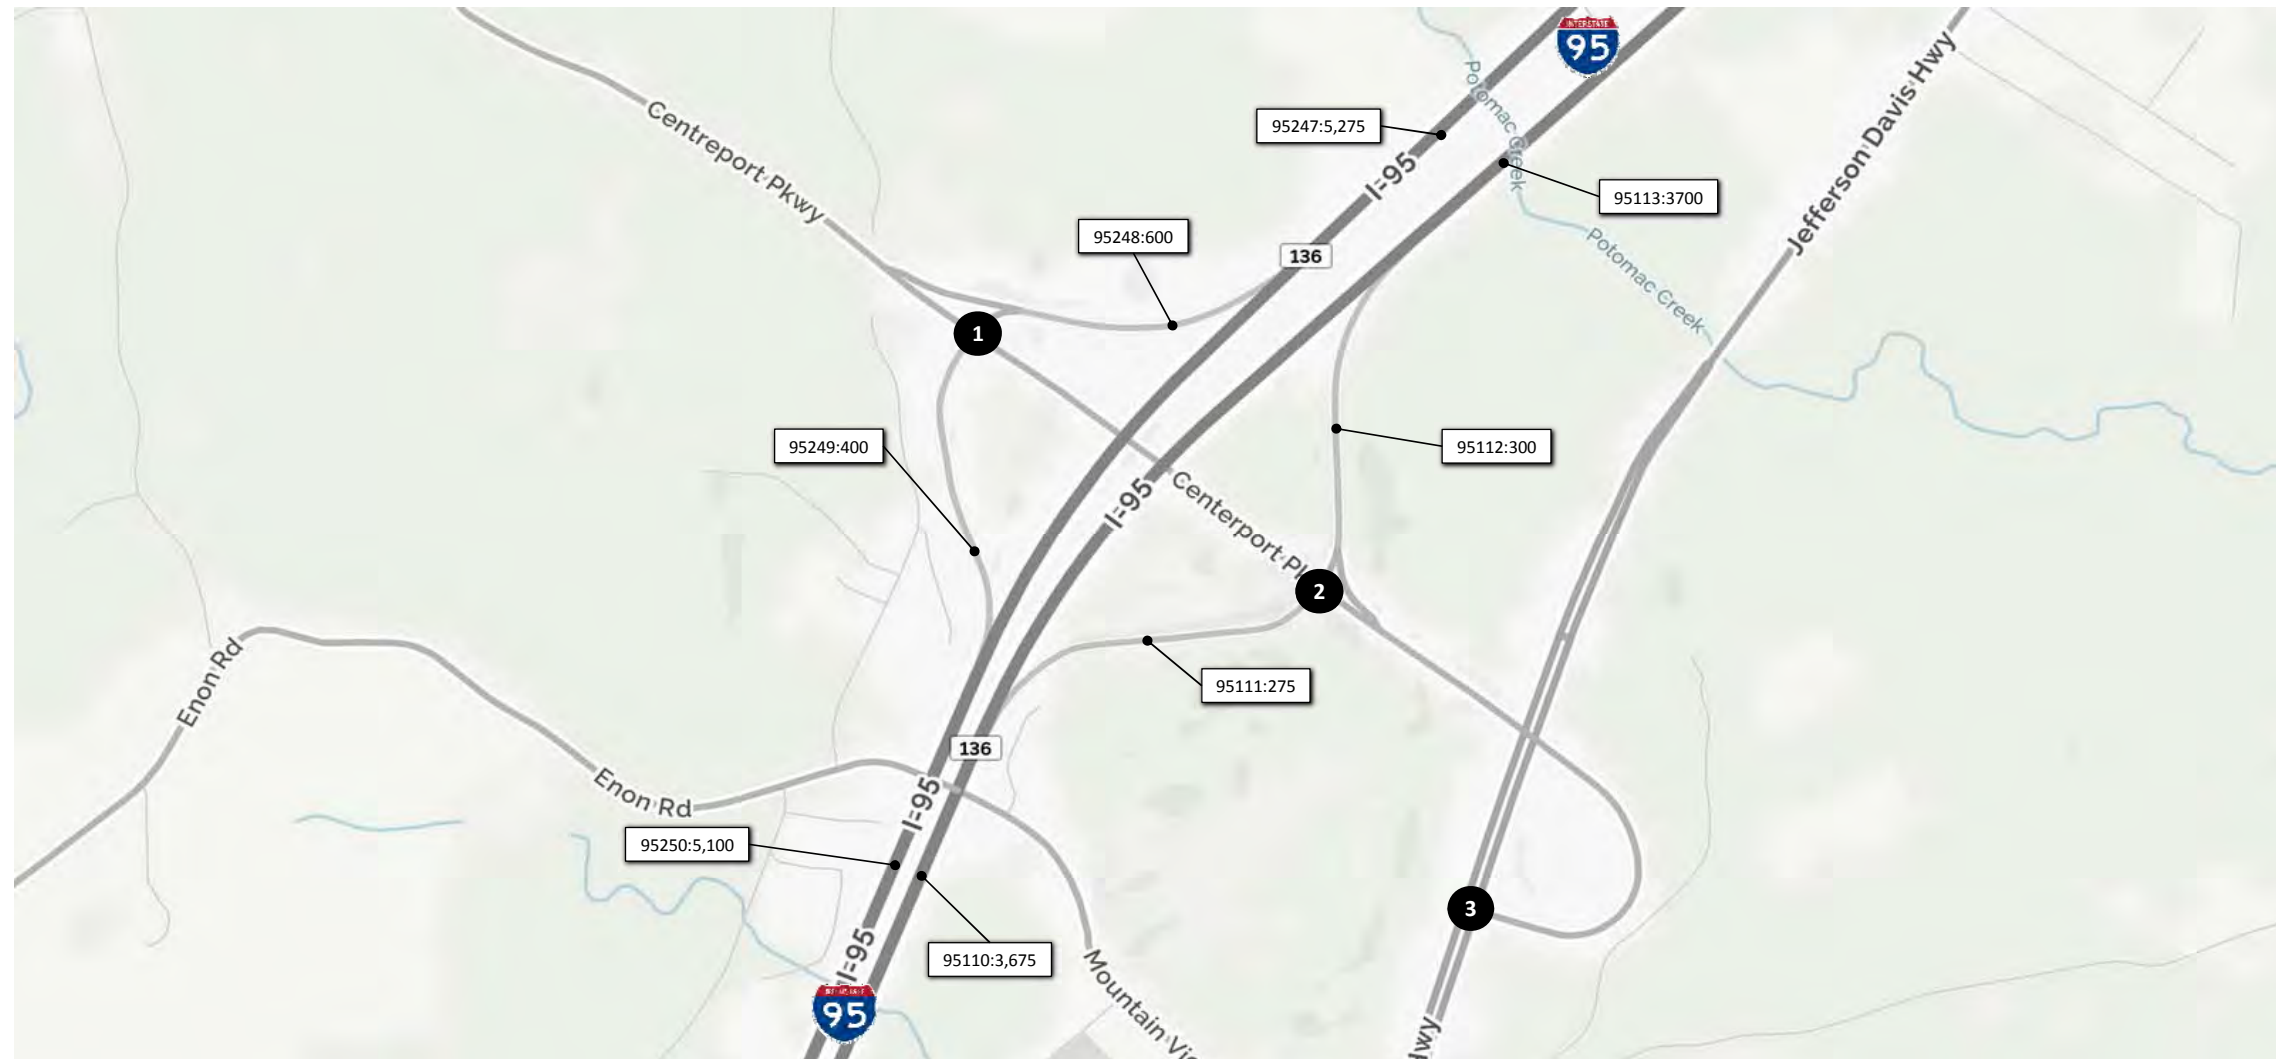 INTERSTATE
95
Potomac Creek
Jefferson Davis Hwy
Centreport Pkwy
95247:5,275
I-95
95113:3700
95248:600
136
Potomac Creek
1
95249:400
95112:300
I-95
Centerport
2
95111:275
Enon Rd
136
Enon Rd
I-95
95250:5,100
3
95110:3,675
I-95
Mountain
95
Hwy